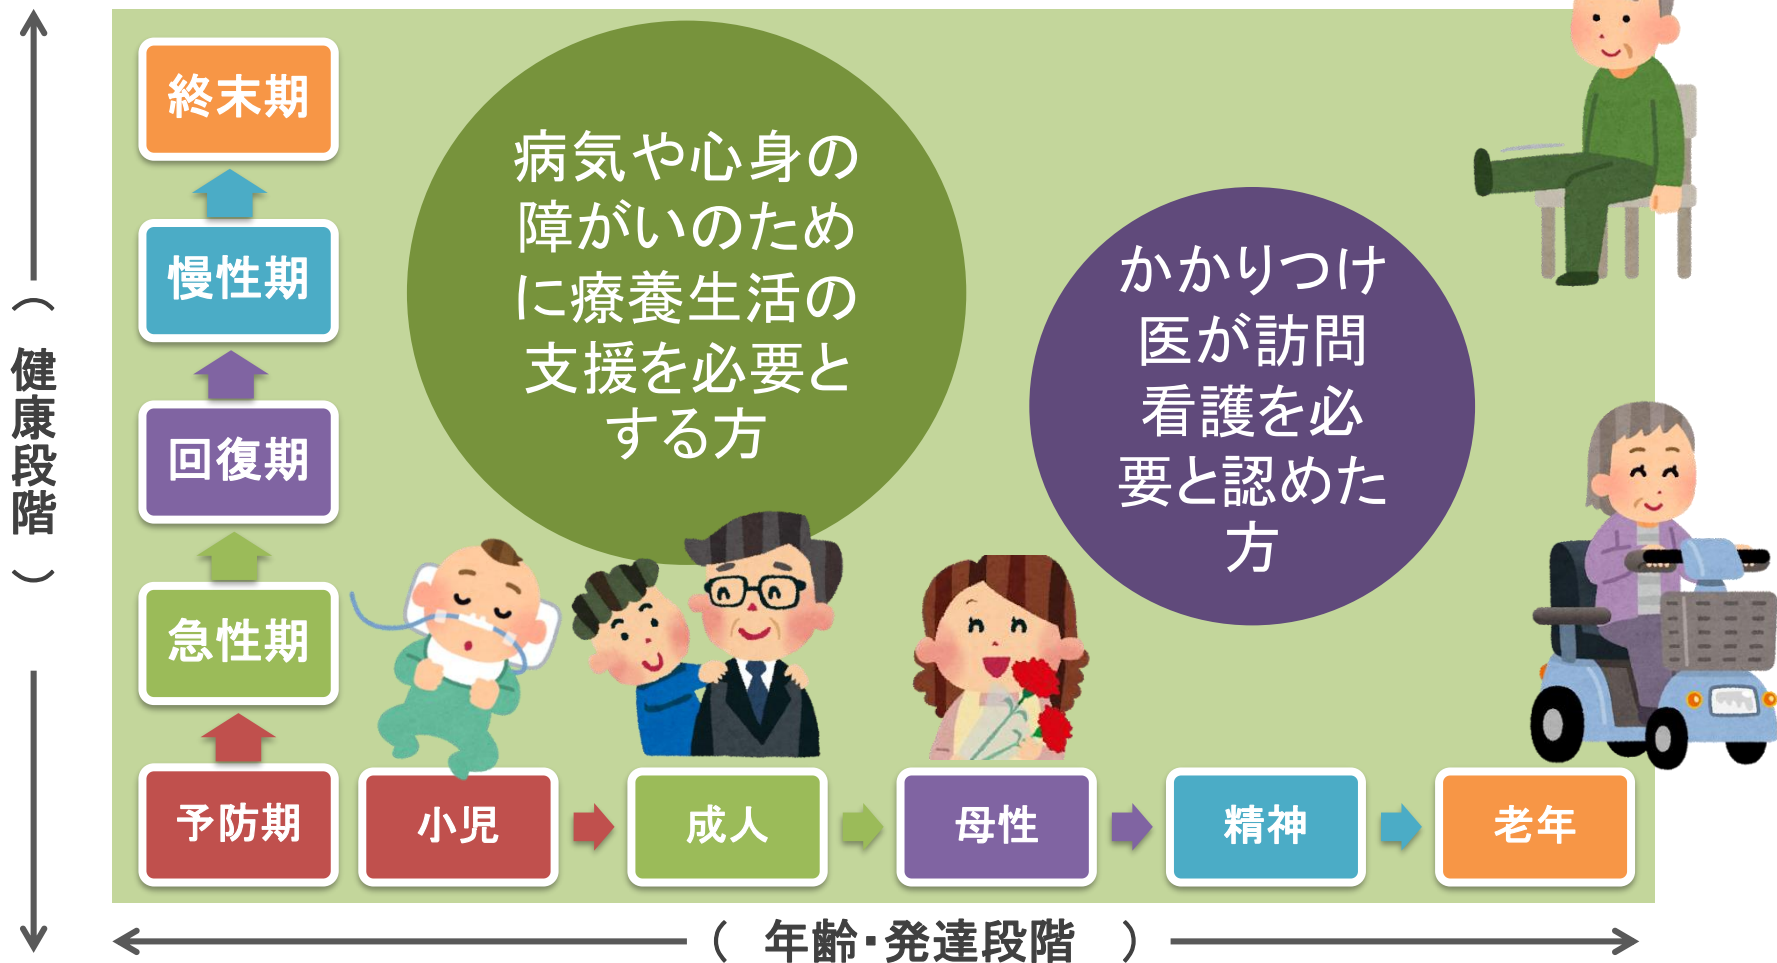 終末期
慢性期
回復期
急性期
予防期
（健康段階　）
病気や心身の
障がいのため
に療養生活の
支援を必要と
する方
かかりつけ
医が訪問
看護を必
要と認めた
方
小児
成人
母性
精神
老年
（　年齢・発達段階　）